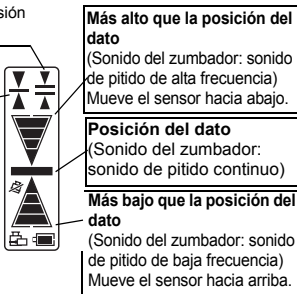 sión
Más alto que la posición del
dato
(Sonido del zumbador: sonido
de pitido de alta frecuencia)
Mueve el sensor hacia abajo.
Posición del dato
(Sonido del zumbador:
sonido de pitido continuo)
Más bajo que la posición del
dato
(Sonido del zumbador: sonido
de pitido de baja frecuencia)
Mueve el sensor hacia arriba.